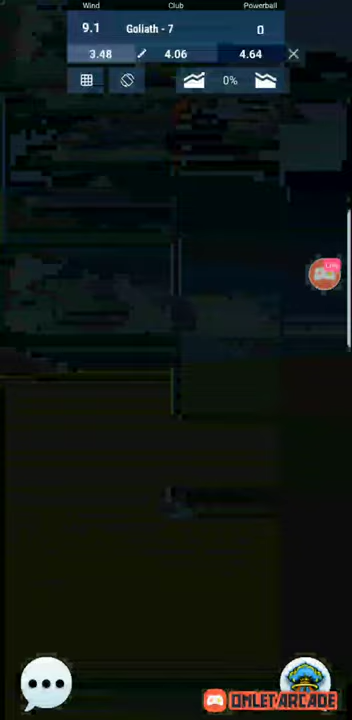 Wind Club Powerball
9.1 Goliath - 7 0
3.48 4.06 4.64
0%
OMLET ARCADE